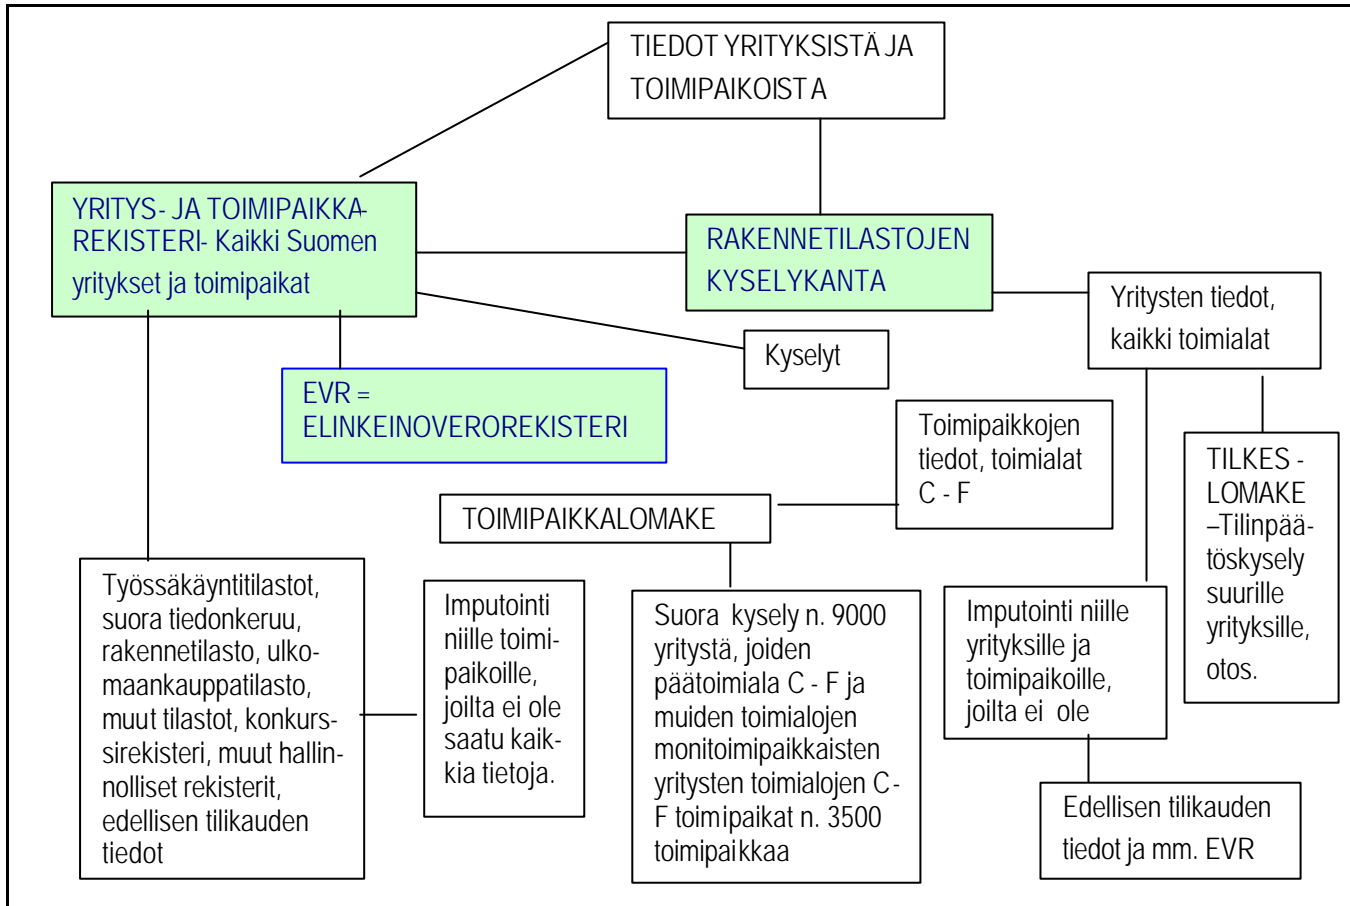 TIEDOT YRITYKSISTÄ JA
TOIMIPAIKOISTA
YRITYS- JA TOIMIPAIKKA-
REKISTERI- Kaikki Suomen
yritykset ja toimipaikat
RAKENNETILASTOJEN
KYSELYKANTA
Yritysten tiedot,
kaikki toimialat
Kyselyt
EVR =
ELINKEINOVEROREKISTERI
Toimipaikkojen
tiedot, toimialat
C - F
TILKES -
LOMAKE
–Tilinpää-
töskysely
suurille
yrityksille,
otos.
TOIMIPAIKKALOMAKE
Työssäkäyntitilastot,
suora tiedonkeruu,
rakennetilasto, ulko-
maankauppatilasto,
muut tilastot, konkurs-
sirekisteri, muut hallin-
nolliset rekisterit,
edellisen tilikauden
tiedot
Imputointi
niille toimi-
paikoille,
joilta ei ole
saatu kaik-
kia tietoja.
Suora kysely n. 9000
yritystä, joiden
päätoimiala C - F ja
muiden toimialojen
monitoimipaikkaisten
yritysten toimialojen C -
F toimipaikat n. 3500
toimipaikkaa
Imputointi niille
yrityksille ja
toimipaikoille,
joilta ei ole
Edellisen tilikauden
tiedot ja mm. EVR